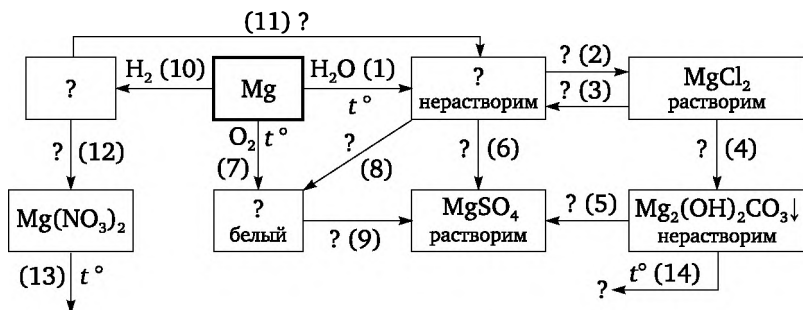 (11) ?
? H₂ (10) Mg H₂O (1) t° ? нерастворим ? (2) ? (3) MgCl₂ растворим
? (12) O₂ t° (7) ? (8) ? (6) ? (4)
Mg(NO₃)₂ ? белый ? (9) MgSO₄ растворим ? (5) Mg₂(OH)₂CO₃↓ нерастворим
(13) t° ? t° (14)